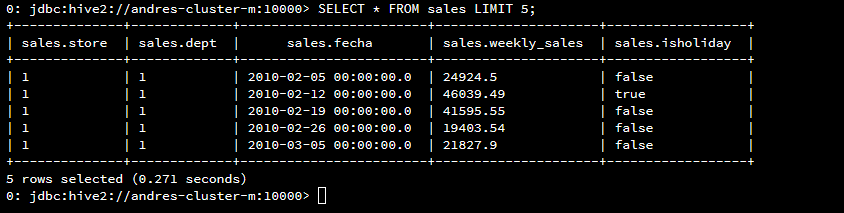 0: jdbc:hive2://andres-cluster-m:10000> SELECT * FROM sales LIMIT 5;
+--------------+-------------+------------------------+---------------------+------------------+
| sales.store  | sales.dept  |      sales.fecha       | sales.weekly_sales  | sales.isholiday  |
+--------------+-------------+------------------------+---------------------+------------------+
| 1            | 1           | 2010-02-05 00:00:00.0  | 24924.5             | false            |
| 1            | 1           | 2010-02-12 00:00:00.0  | 46039.49            | true             |
| 1            | 1           | 2010-02-19 00:00:00.0  | 41595.55            | false            |
| 1            | 1           | 2010-02-26 00:00:00.0  | 19403.54            | false            |
| 1            | 1           | 2010-03-05 00:00:00.0  | 21827.9             | false            |
+--------------+-------------+------------------------+---------------------+------------------+
5 rows selected (0.271 seconds)
0: jdbc:hive2://andres-cluster-m:10000>